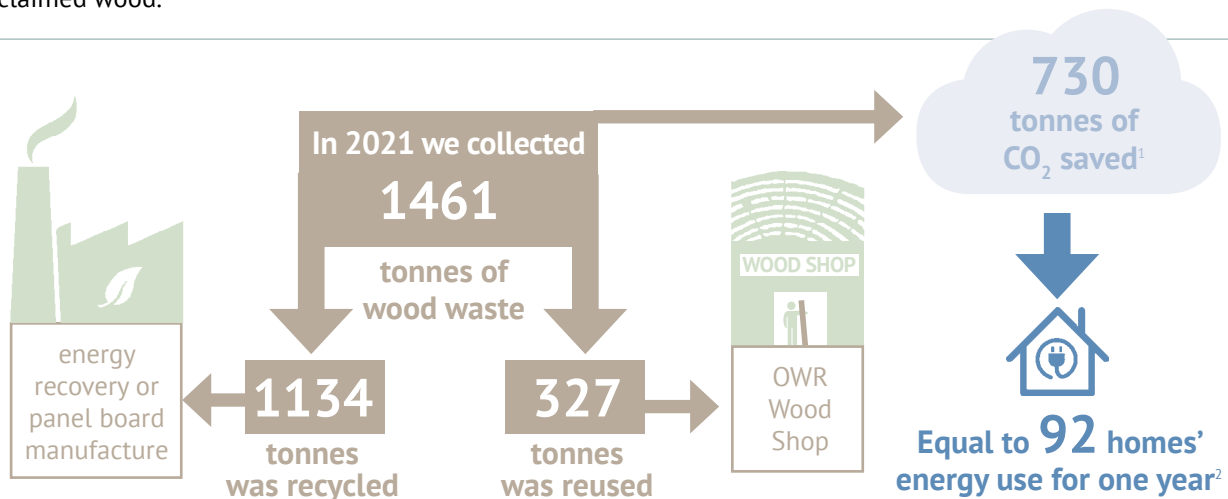 claimed wood.
In 2021 we collected
1461
tonnes of
wood waste
730
tonnes of
CO₂ saved¹
WOOD SHOP
energy
recovery or
panel board
manufacture
1134
tonnes
was recycled
327
tonnes
was reused
OWR
Wood
Shop
Equal to 92 homes’
energy use for one year²